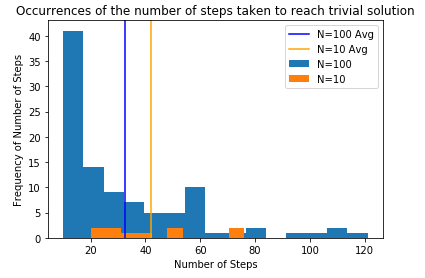 Occurrences of the number of steps taken to reach trivial solution
N=100 Avg
N=10 Avg
N=100
N=10
Frequency of Number of Steps
40
35
30
25
20
15
10
5
0
20
40
60
80
100
120
Number of Steps